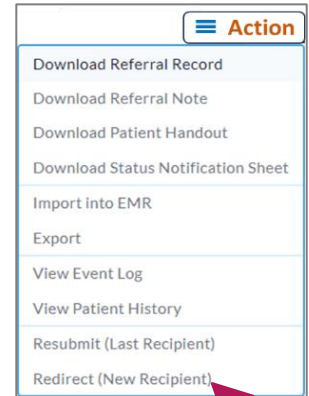 Action
Download Referral Record
Download Referral Note
Download Patient Handout
Download Status Notification Sheet
Import into EMR
Export
View Event Log
View Patient History
Resubmit (Last Recipient)
Redirect (New Recipient)